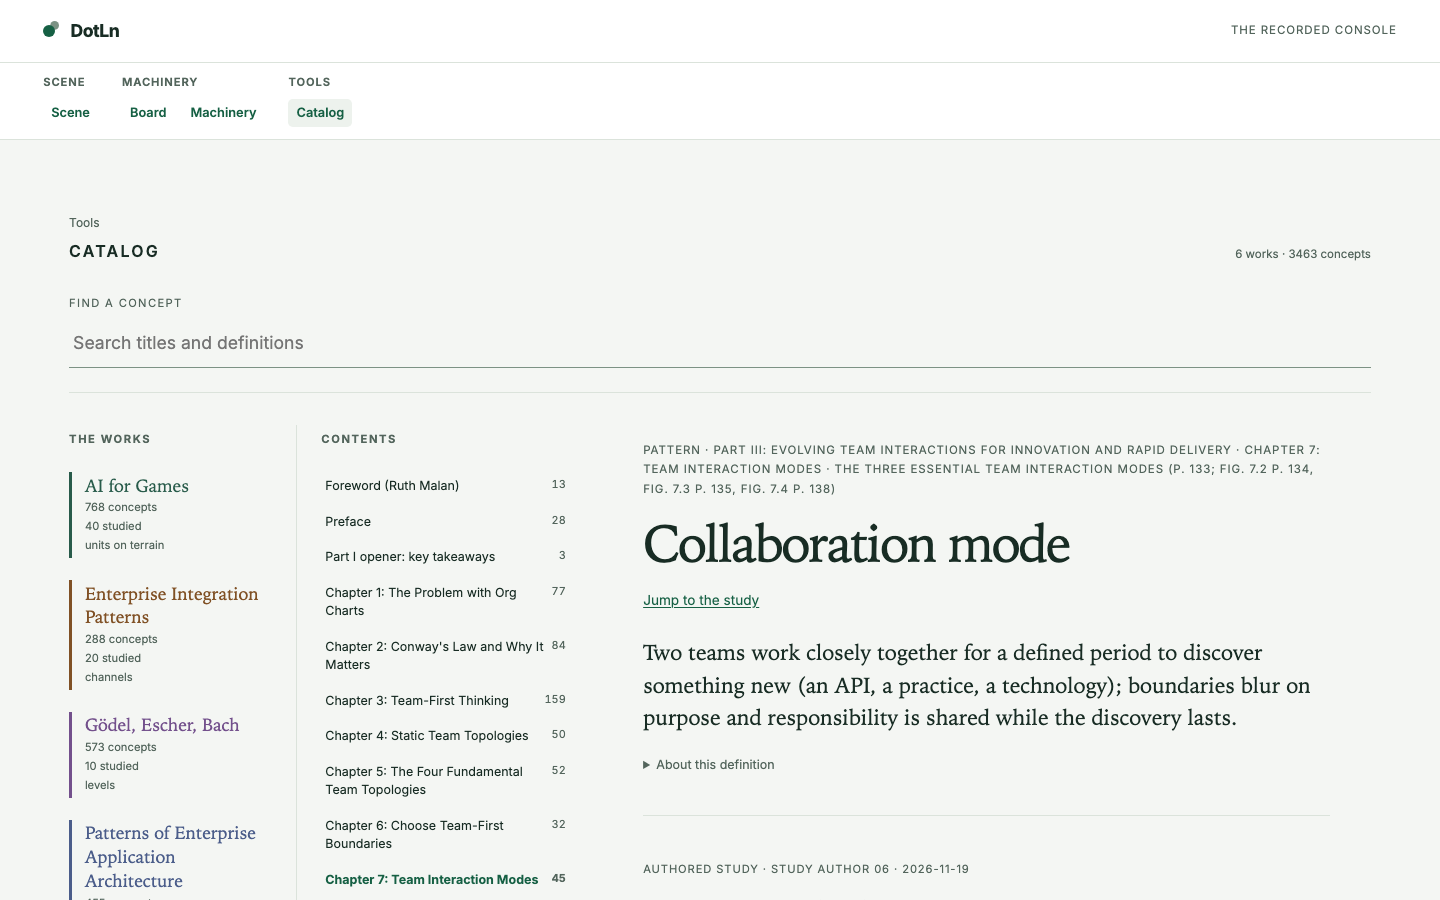 DotLn
THE RECORDED CONSOLE
SCENE
MACHINERY
TOOLS
Scene
Board
Machinery
Catalog
Tools
CATALOG
6 works · 3463 concepts
FIND A CONCEPT
Search titles and definitions
THE WORKS
AI for Games
768 concepts
40 studied
units on terrain
Enterprise Integration
Patterns
288 concepts
20 studied
channels
Gödel, Escher, Bach
573 concepts
10 studied
levels
Patterns of Enterprise
Application
Architecture
CONTENTS
Foreword (Ruth Malan) 13
Preface 28
Part I opener: key takeaways 3
Chapter 1: The Problem with Org 77
Charts
Chapter 2: Conway's Law and Why It 84
Matters
Chapter 3: Team-First Thinking 159
Chapter 4: Static Team Topologies 50
Chapter 5: The Four Fundamental 52
Team Topologies
Chapter 6: Choose Team-First 32
Boundaries
Chapter 7: Team Interaction Modes 45
PATTERN · PART III: EVOLVING TEAM INTERACTIONS FOR INNOVATION AND RAPID DELIVERY · CHAPTER 7:
TEAM INTERACTION MODES · THE THREE ESSENTIAL TEAM INTERACTION MODES (P. 133; FIG. 7.2 P. 134,
FIG. 7.3 P. 135, FIG. 7.4 P. 138)
Collaboration mode
Jump to the study
Two teams work closely together for a defined period to discover
something new (an API, a practice, a technology); boundaries blur on
purpose and responsibility is shared while the discovery lasts.
About this definition
AUTHORED STUDY · STUDY AUTHOR 06 · 2026-11-19